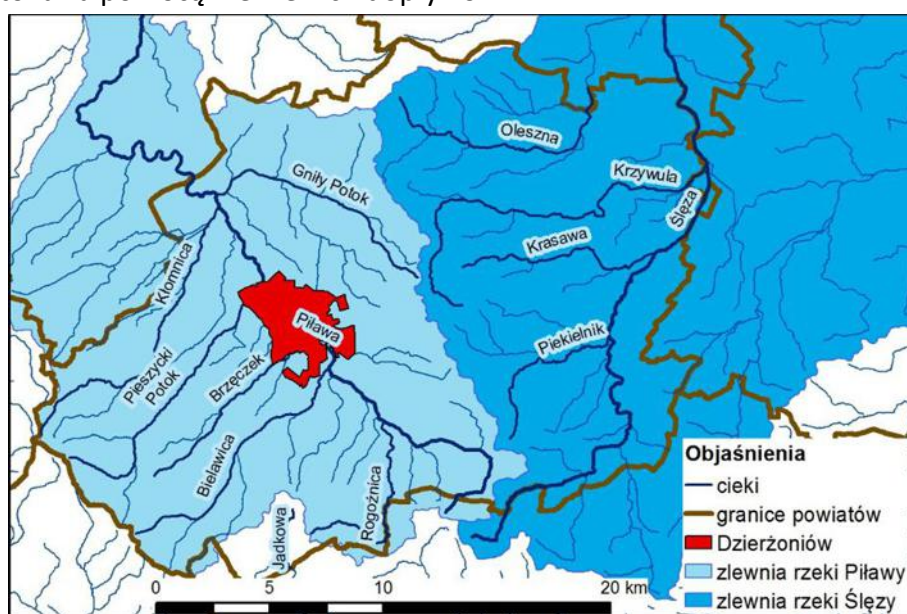 Oleszna
Gniły Potok
Krzywula
Ślęza
Krasawa
Kłomnica
Piława
Piekielnik
Pieszycki
Potok
Brzęczek
Bielawica
Rogoźnica
Jadkowa
Objaśnienia
cieki
granice powiatów
Dzierżoniów
zlewnia rzeki Piławy
zlewnia rzeki Ślęzy
0 5 10 20 km